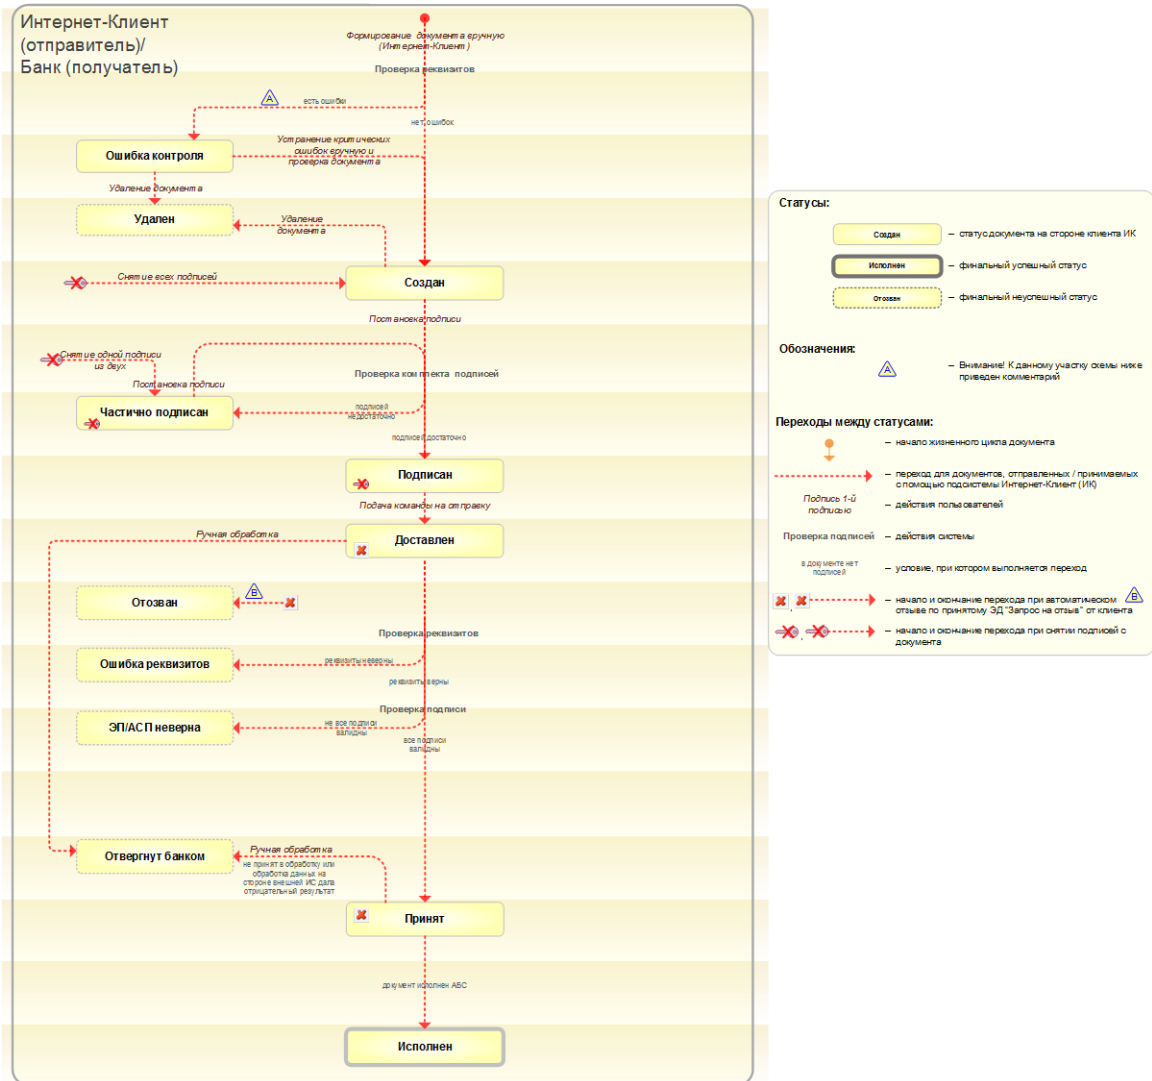 Интернет-Клиент
(отправитель)/
Банк (получатель)
Формирование документа вручную
(Интернет-Клиент)
Проверка реквизитов
A
есть ошибки
нет ошибок
Ошибка контроля
Устранение критических
ошибок вручную и
проверка документа
Удаление документа
Удален
Удаление
документа
Снятие всех подписей
Создан
Постановка подписи
Снятие одной подписи
из двух
Проверка комплекта подписей
Постановка подписи
Частично подписан
подписей
недостаточно
подписей достаточно
Подписан
Подача команды на отправку
Ручная обработка
Доставлен
B
Отозван
Проверка реквизитов
Ошибка реквизитов
реквизиты неверны
реквизиты верны
Проверка подписи
ЭП/АСП неверна
не все подписи
валидны
все подписи
валидны
Отвергнут банком
Ручная обработка
не принят в обработку или
обработка данных на
стороне внешней ИС дала
отрицательный результат
Принят
документ исполнен АБС
Исполнен
Статусы:
Создан
– статус документа на стороне клиента ИК
Исполнен
– финальный успешный статус
Отозван
– финальный неуспешный статус
Обозначения:
A
– Внимание! К данному участку схемы ниже
приведен комментарий
Переходы между статусами:
– начало жизненного цикла документа
– переход для документов, отправленных / принимаемых
с помощью подсистемы Интернет-Клиент (ИК)
Подпись 1-й
подписью
– действия пользователей
Проверка подписей
– действия системы
в документе нет
подписей
– условие, при котором выполняется переход
– начало и окончание перехода при автоматическом
отзыве по принятому ЭД "Запрос на отзыв" от клиента
B
– начало и окончание перехода при снятии подписей с
документа